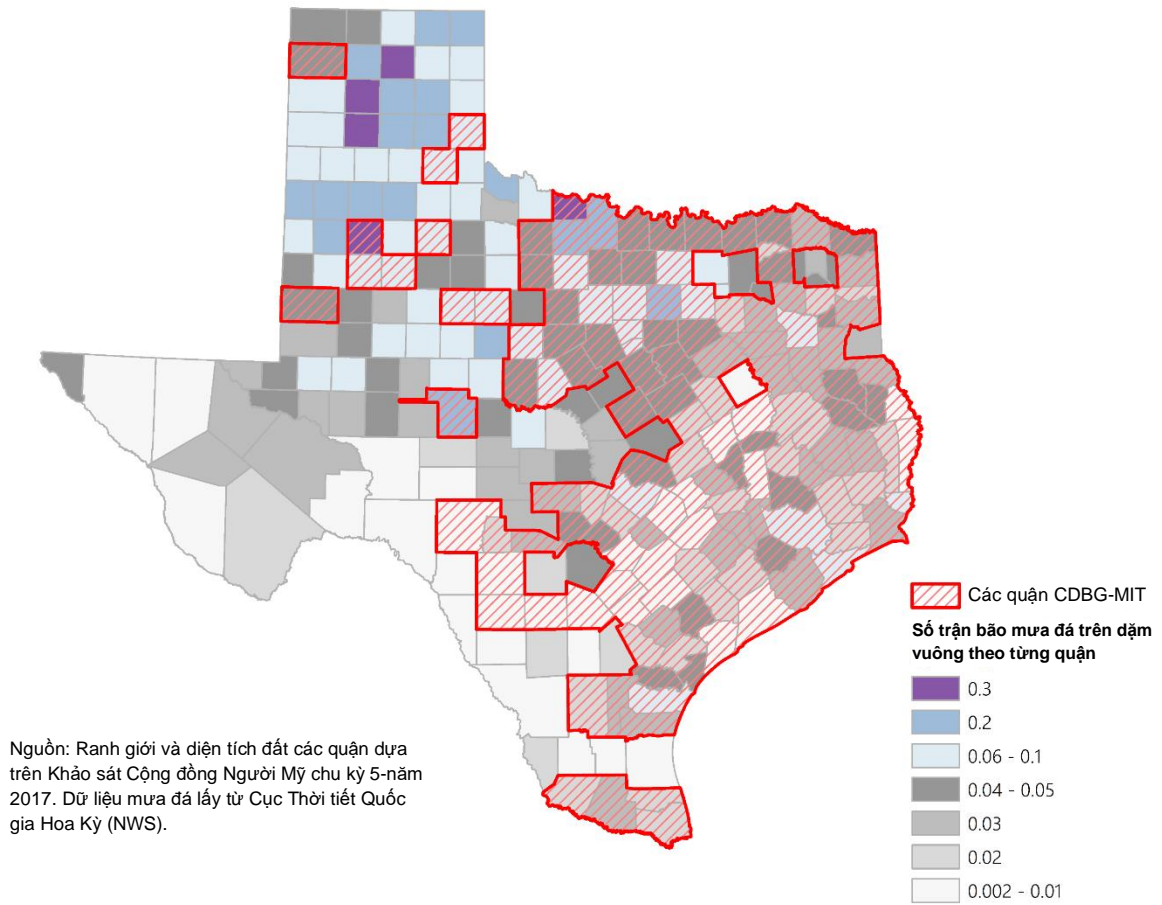 Các quận CDBG-MIT
Số trận bão mưa đá trên dặm
vuông theo từng quận
0.3
0.2
0.06 - 0.1
0.04 - 0.05
0.03
0.02
0.002 - 0.01
Nguồn: Ranh giới và diện tích đất các quận dựa
trên Khảo sát Cộng đồng Người Mỹ chu kỳ 5-năm
2017. Dữ liệu mưa đá lấy từ Cục Thời tiết Quốc
gia Hoa Kỳ (NWS).